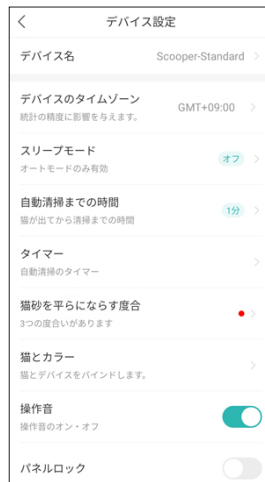 デバイス設定
デバイス名 Scooper-Standard
デバイスのタイムゾーン GMT+09:00
統計の精度に影響を与えます。
スリープモード オフ
オートモードのみ有効
自動清掃までの時間 1分
猫が出てから清掃までの時間
タイマー
自動清掃のタイマー
猫砂を平らにならす度合
3つの度合いがあります
猫とカラー
猫とデバイスをバインドします。
操作音
操作音のオン・オフ
パネルロック